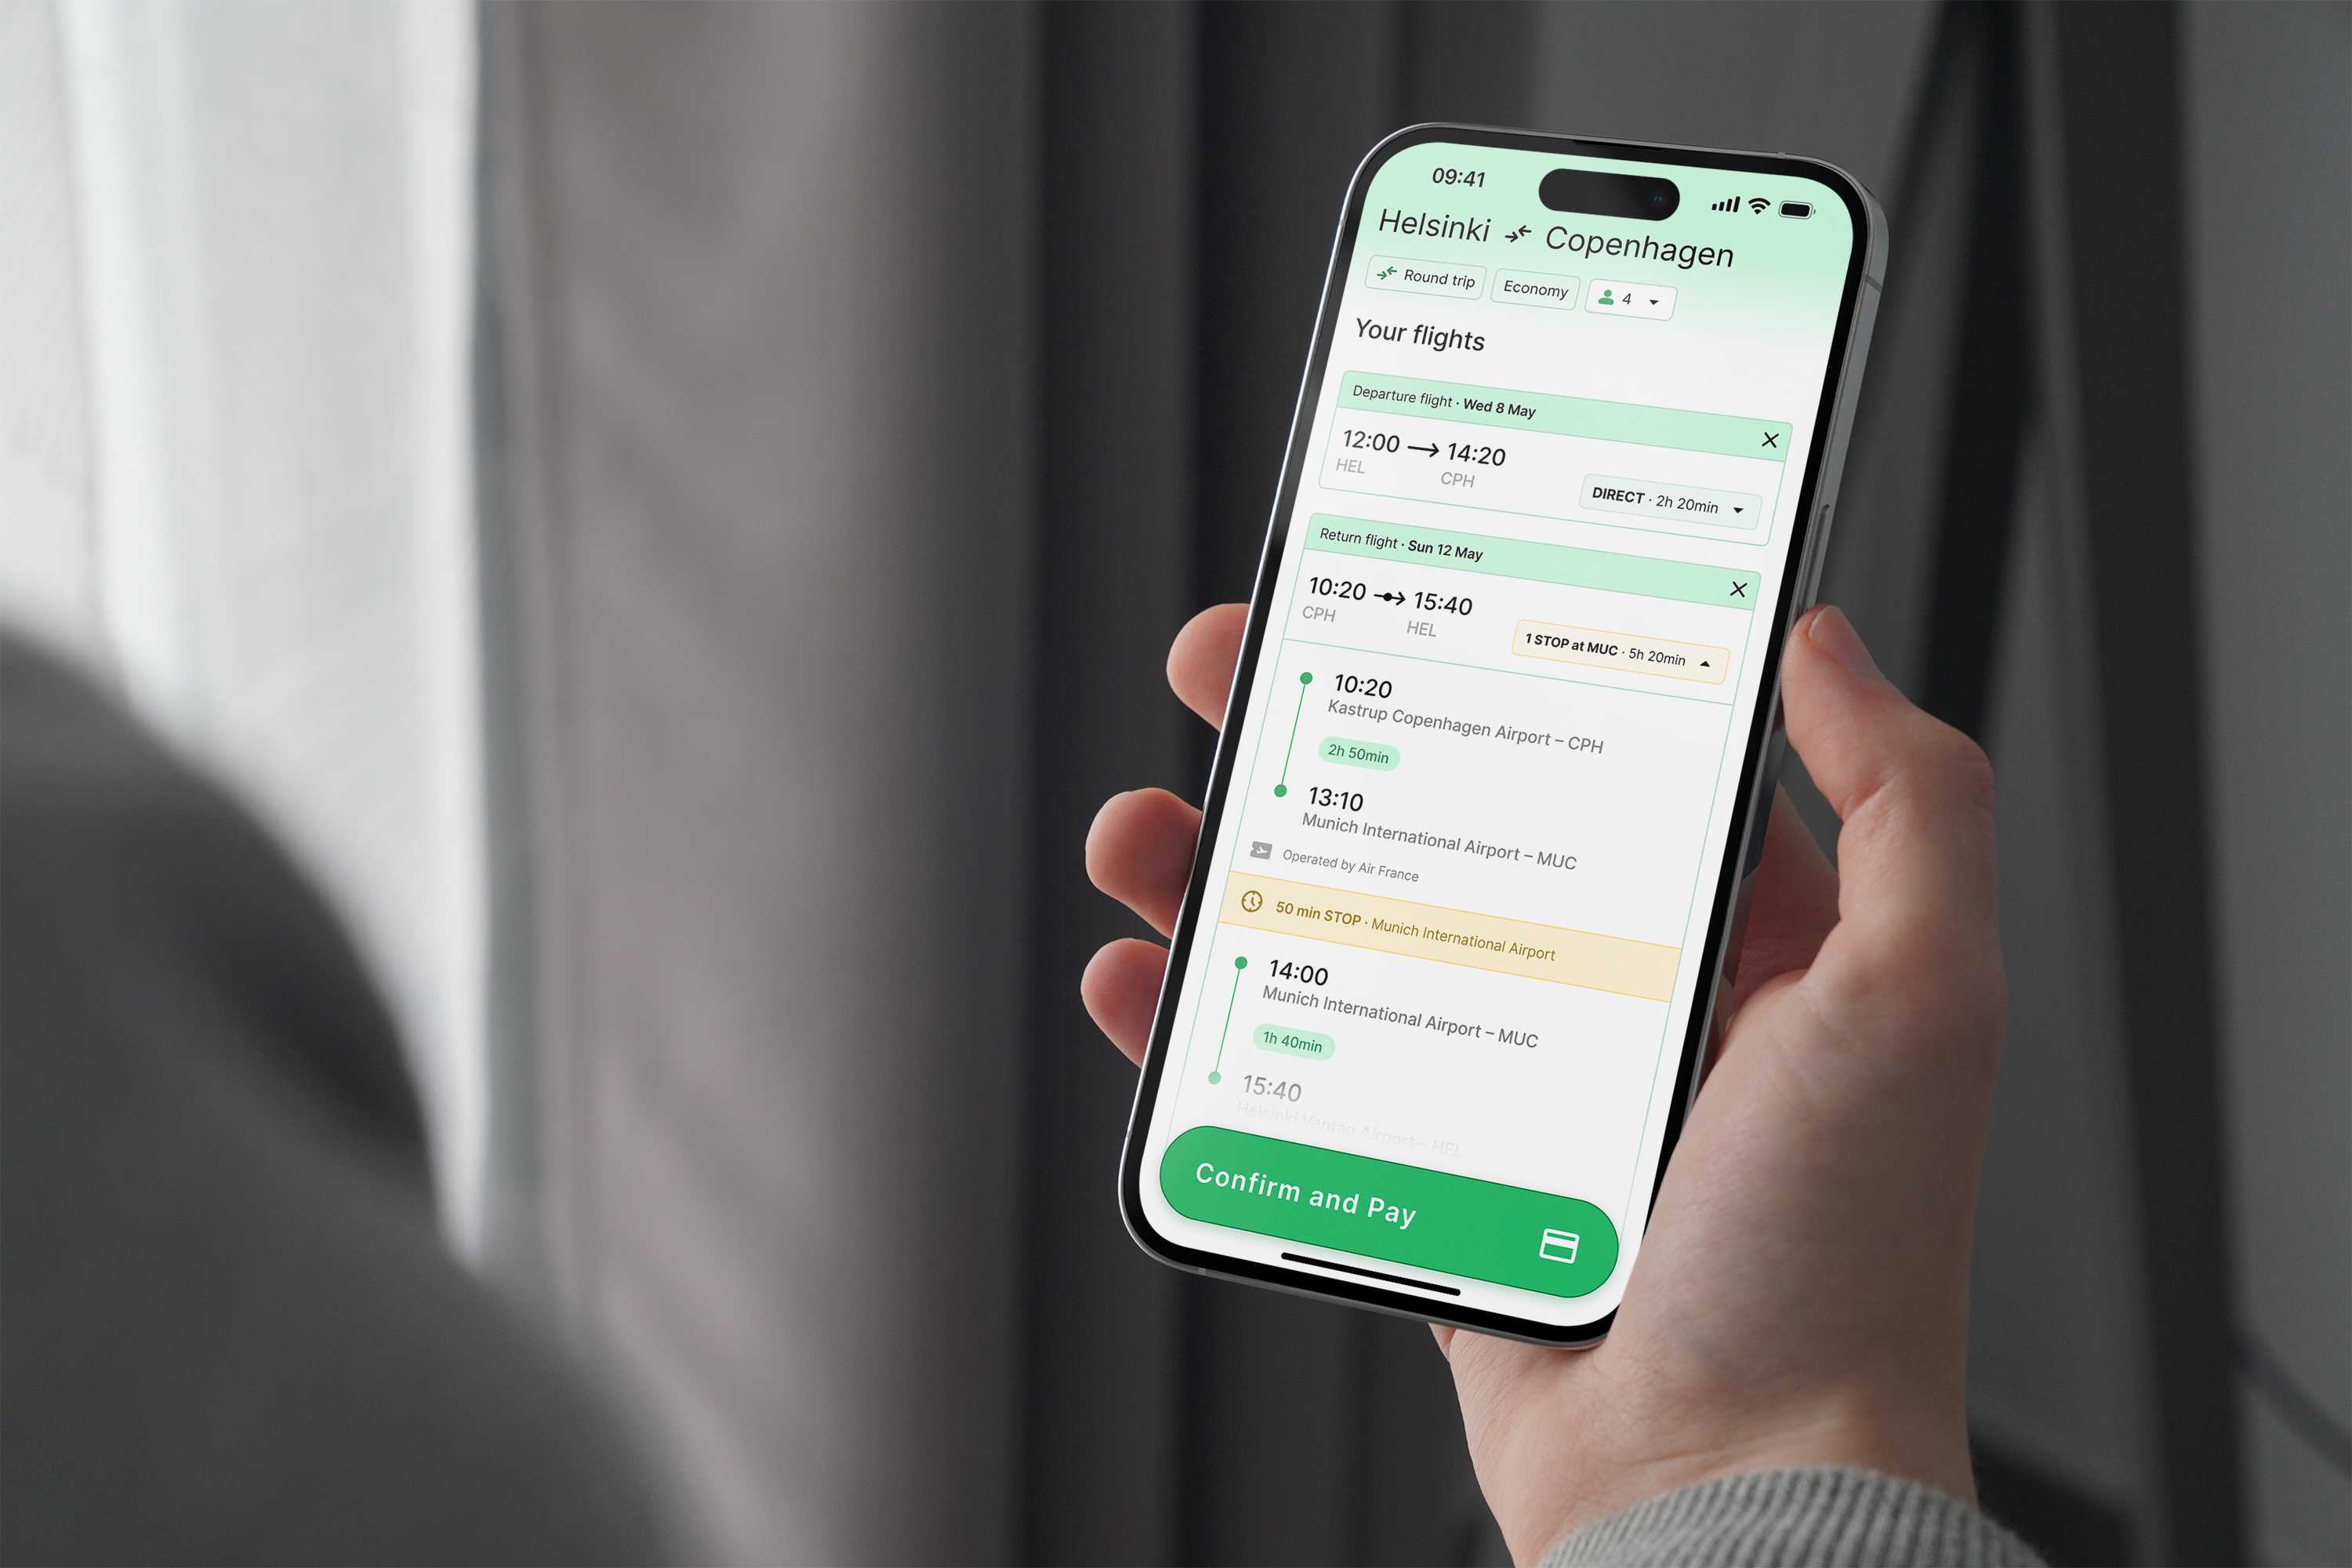 09:41
Helsinki Copenhagen
Round trip Economy 4
Your flights
Departure flight · Wed 8 May
12:00 14:20
HEL CPH
DIRECT · 2h 20min
Return flight · Sun 12 May
10:20 15:40
CPH HEL
1 STOP at MUC · 5h 20min
10:20
Kastrup Copenhagen Airport – CPH
2h 50min
13:10
Munich International Airport – MUC
Operated by Air France
50 min STOP · Munich International Airport
14:00
Munich International Airport – MUC
1h 40min
15:40
Helsinki Vantaa Airport – HEL
Confirm and Pay